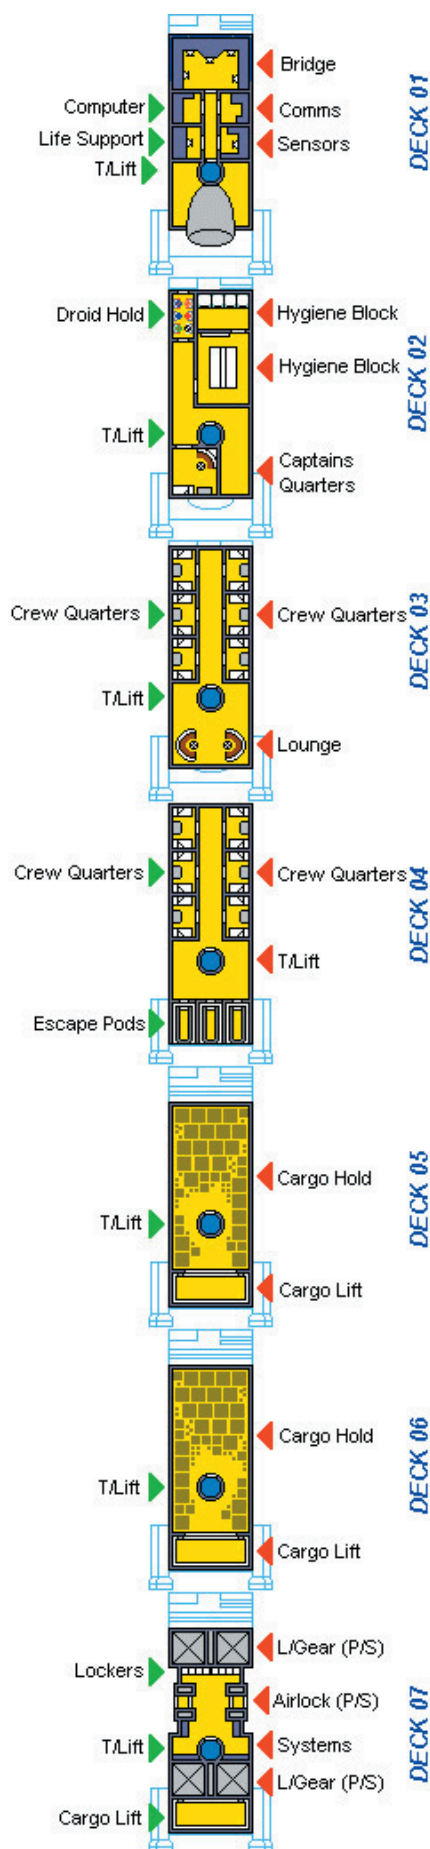 Bridge
Computer
Comms
Life Support
Sensors
T/Lift
DECK 01
Droid Hold
Hygiene Block
Hygiene Block
T/Lift
Captains
Quarters
DECK 02
Crew Quarters
Crew Quarters
T/Lift
Lounge
DECK 03
Crew Quarters
Crew Quarters
T/Lift
Escape Pods
DECK 04
Cargo Hold
T/Lift
Cargo Lift
DECK 05
Cargo Hold
T/Lift
Cargo Lift
DECK 06
L/Gear (P/S)
Lockers
Airlock (P/S)
T/Lift
Systems
L/Gear (P/S)
Cargo Lift
DECK 07